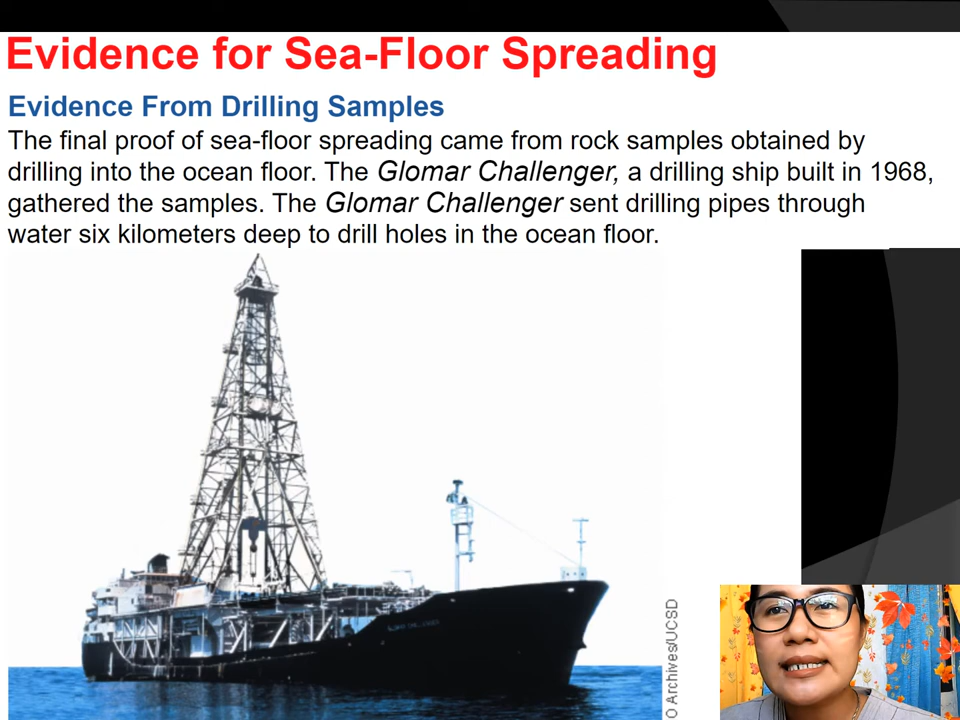 Evidence for Sea-Floor Spreading
Evidence From Drilling Samples
The final proof of sea-floor spreading came from rock samples obtained by
drilling into the ocean floor. The Glomar Challenger, a drilling ship built in 1968,
gathered the samples. The Glomar Challenger sent drilling pipes through
water six kilometers deep to drill holes in the ocean floor.
O Archives/UCSD